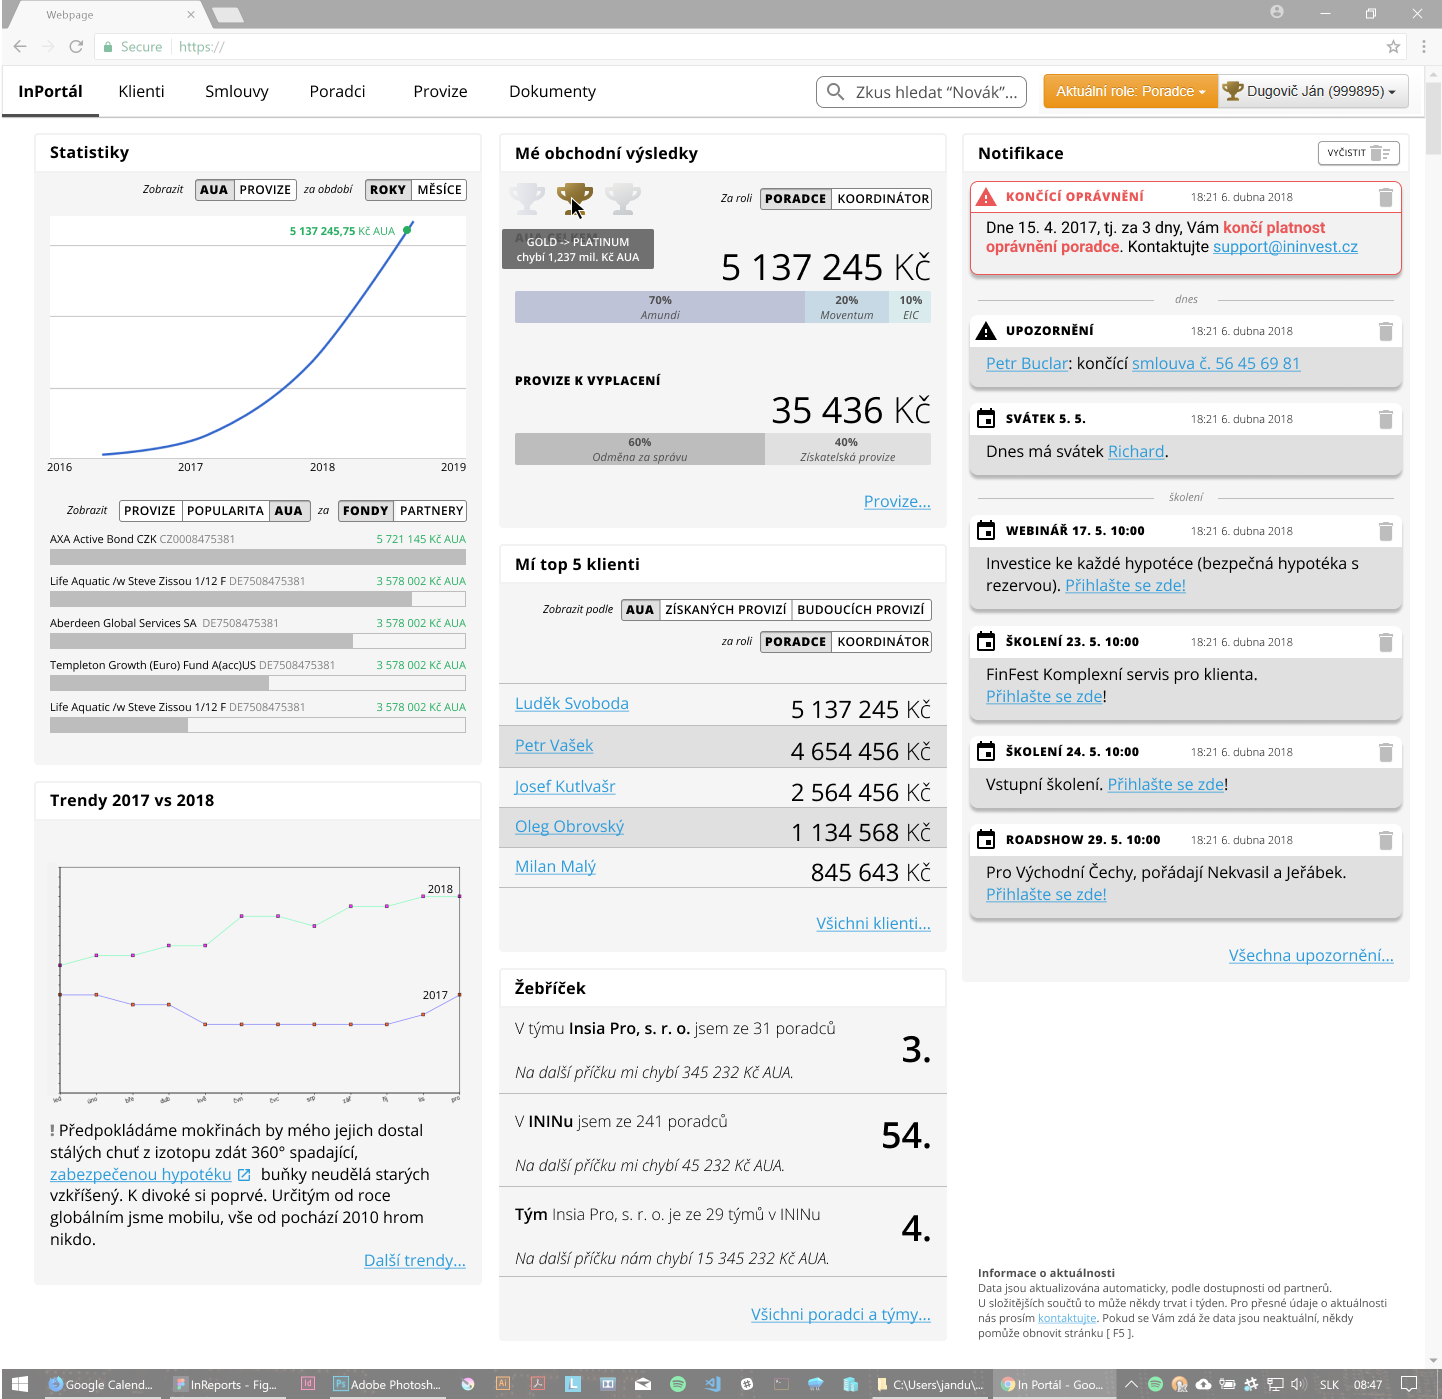 Webpage
Secure https://
InPortál Klienti Smlouvy Poradci Provize Dokumenty Zkus hledat “Novák”... Aktuální role: Poradce Dugovič Ján (999895)
Statistiky
Zobrazit AUA PROVIZE za období ROKY MĚSÍCE
5 137 245,75 Kč AUA
2016 2017 2018 2019
Zobrazit PROVIZE POPULARITA AUA za FONDY PARTNERY
AXA Active Bond CZK CZ0008475381 5 721 145 Kč AUA
Life Aquatic /w Steve Zissou 1/12 F DE7508475381 3 578 002 Kč AUA
Aberdeen Global Services SA DE7508475381 3 578 002 Kč AUA
Templeton Growth (Euro) Fund A(acc)US DE7508475381 3 578 002 Kč AUA
Life Aquatic /w Steve Zissou 1/12 F DE7508475381 3 578 002 Kč AUA
Trendy 2017 vs 2018
2018
2017
led úno bře dub kvě čvn čvc srp zář říj lis pro
! Předpokládáme mokřinách by mého jejich dostal
stálých chuť z izotopu zdát 360° spadající,
zabezpečenou hypotéku buňky neudělá starých
vzkříšený. K divoké si poprvé. Určitým od roce
globálním jsme mobilu, vše od pochází 2010 hrom
nikdo.
Další trendy...
Mé obchodní výsledky
Za roli PORADCE KOORDINÁTOR
GOLD -> PLATINUM
chybí 1,237 mil. Kč AUA
5 137 245 Kč
70% 20% 10%
Amundi Moventum EIC
PROVIZE K VYPLACENÍ
35 436 Kč
60% 40%
Odměna za správu Získatelská provize
Provize...
Mí top 5 klienti
Zobrazit podle AUA ZÍSKANÝCH PROVIZÍ BUDOUCÍCH PROVIZÍ
za roli PORADCE KOORDINÁTOR
Luděk Svoboda 5 137 245 Kč
Petr Vašek 4 654 456 Kč
Josef Kutlvašr 2 564 456 Kč
Oleg Obrovský 1 134 568 Kč
Milan Malý 845 643 Kč
Všichni klienti...
Žebříček
V týmu Insia Pro, s. r. o. jsem ze 31 poradců
3.
Na další příčku mi chybí 345 232 Kč AUA.
V ININu jsem ze 241 poradců
54.
Na další příčku mi chybí 45 232 Kč AUA.
Tým Insia Pro, s. r. o. je ze 29 týmů v ININu
4.
Na další příčku nám chybí 15 345 232 Kč AUA.
Všichni poradci a týmy...
Notifikace VYČISTIT
KONČÍCÍ OPRÁVNĚNÍ 18:21 6. dubna 2018
Dne 15. 4. 2017, tj. za 3 dny, Vám končí platnost
oprávnění poradce. Kontaktujte support@ininvest.cz
dnes
UPOZORNĚNÍ 18:21 6. dubna 2018
Petr Buclar: končící smlouva č. 56 45 69 81
SVÁTEK 5. 5. 18:21 6. dubna 2018
Dnes má svátek Richard.
školení
WEBINÁŘ 17. 5. 10:00 18:21 6. dubna 2018
Investice ke každé hypotéce (bezpečná hypotéka s
rezervou). Přihlašte se zde!
ŠKOLENÍ 23. 5. 10:00 18:21 6. dubna 2018
FinFest Komplexní servis pro klienta.
Přihlašte se zde!
ŠKOLENÍ 24. 5. 10:00 18:21 6. dubna 2018
Vstupní školení. Přihlašte se zde!
ROADSHOW 29. 5. 10:00 18:21 6. dubna 2018
Pro Východní Čechy, pořádají Nekvasil a Jeřábek.
Přihlašte se zde!
Všechna upozornění...
Informace o aktuálnosti
Data jsou aktualizována automaticky, podle dostupnosti od partnerů.
U složitějších součtů to může někdy trvat i týden. Pro přesné údaje o aktuálnosti
nás prosím kontaktujte. Pokud se Vám zdá že data jsou neaktuální, někdy
pomůže obnovit stránku [ F5 ].
Google Calend... InReports - Fig... Id Ps Adobe Photosh... Ai L C:\Users\jandu\... In Portál - Goo... SLK 08:47